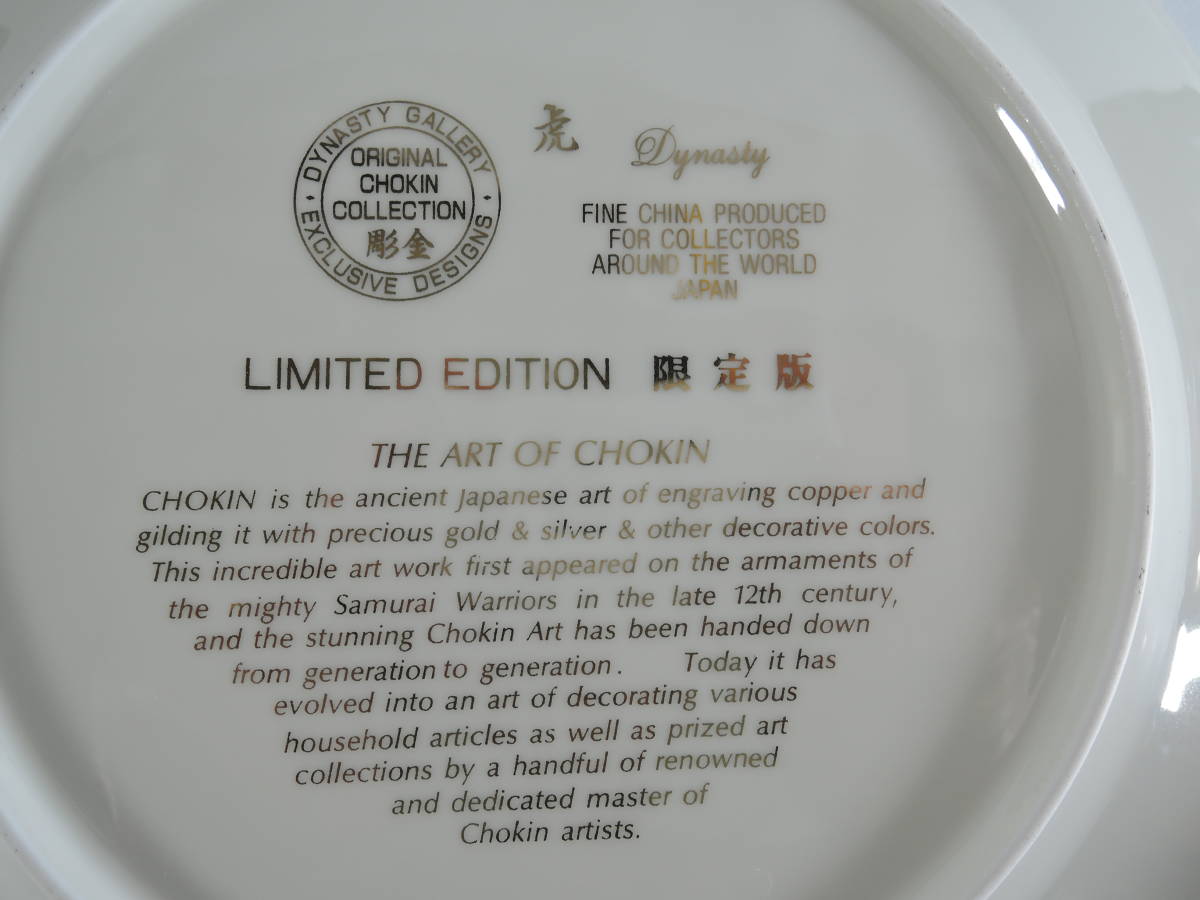 DYNASTY GALLERY
ORIGINAL
CHOKIN
COLLECTION
彫金
EXCLUSIVE DESIGNS
虎
Dynasty
FINE CHINA PRODUCED
FOR COLLECTORS
AROUND THE WORLD
JAPAN
LIMITED EDITION 限定版
THE ART OF CHOKIN
CHOKIN is the ancient Japanese art of engraving copper and
gilding it with precious gold & silver & other decorative colors.
This incredible art work first appeared on the armaments of
the mighty Samurai Warriors in the late 12th century,
and the stunning Chokin Art has been handed down
from generation to generation. Today it has
evolved into an art of decorating various
household articles as well as prized art
collections by a handful of renowned
and dedicated master of
Chokin artists.